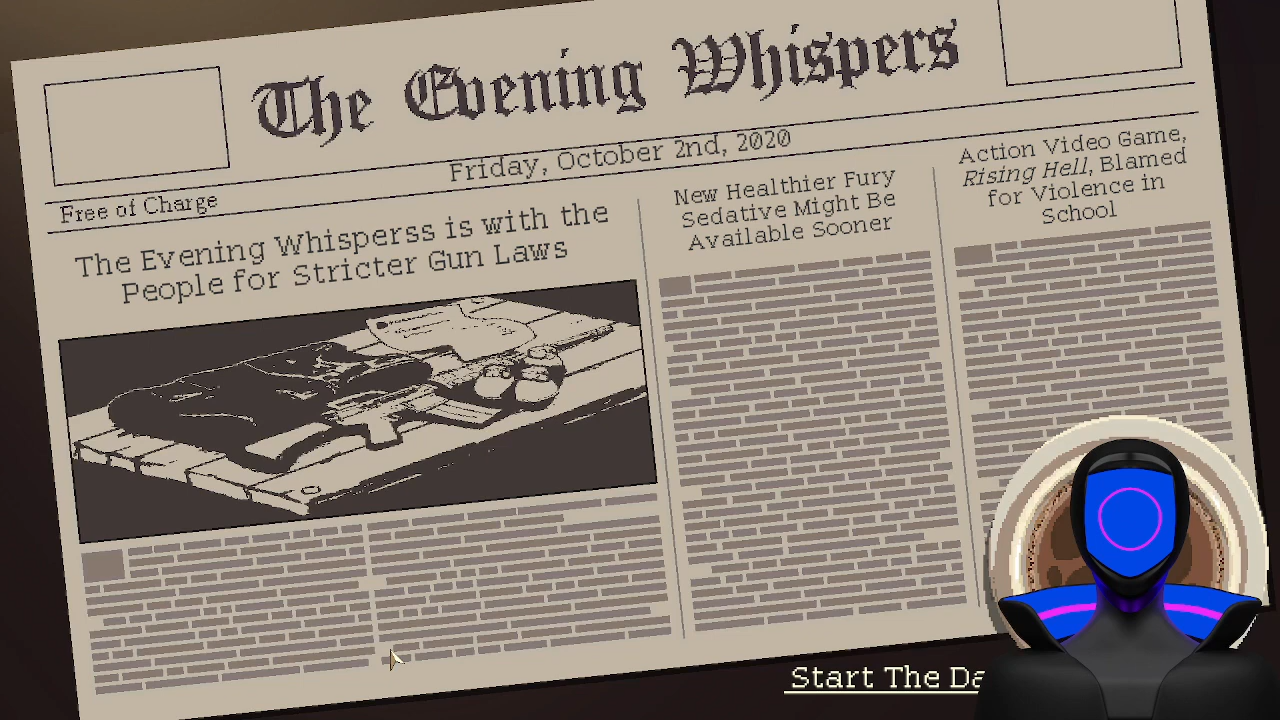 The Evening Whispers
Friday, October 2nd, 2020
Free of Charge
The Evening Whisperss is with the
People for Stricter Gun Laws
New Healthier Fury
Sedative Might Be
Available Sooner
Action Video Game,
Rising Hell, Blamed
for Violence in
School
Start The